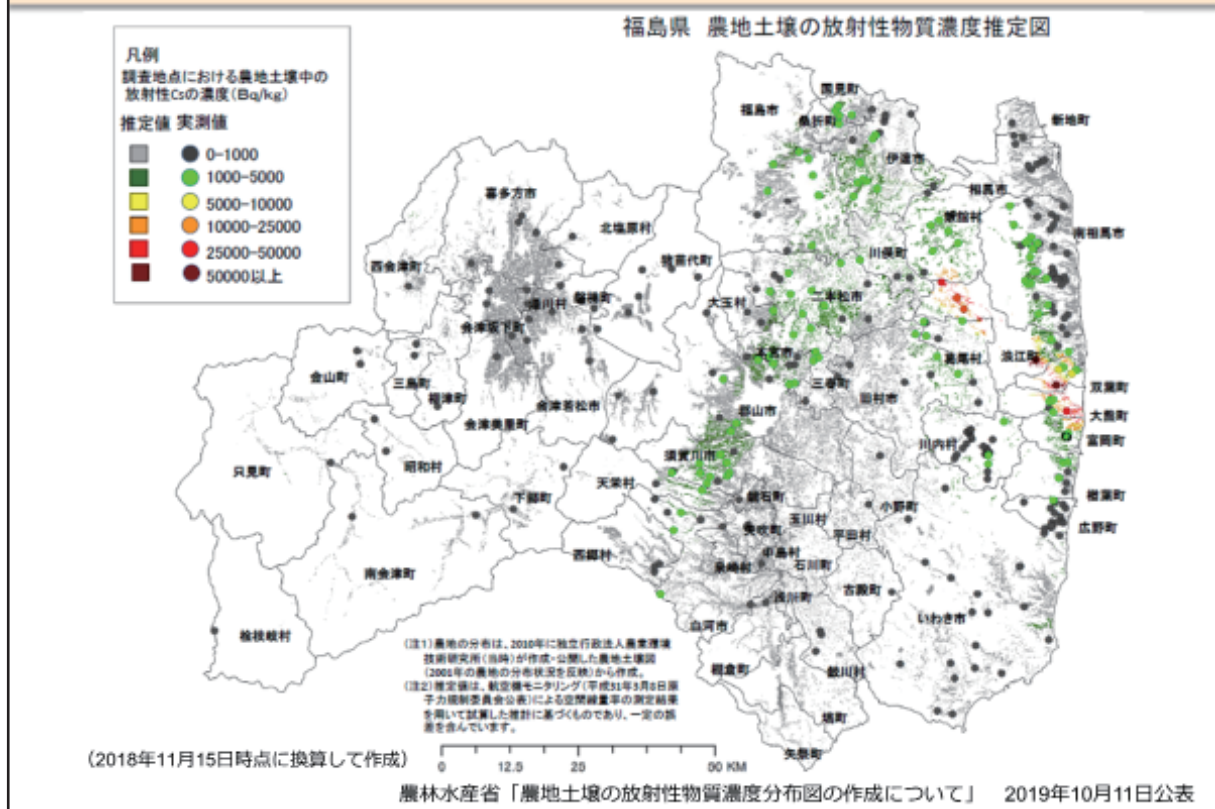 福島県 農地土壌の放射性物質濃度推定図
凡例
調査地点における農地土壌中の
放射性Csの濃度(Bq/kg)
推定値 実測値
0-1000
1000-5000
5000-10000
10000-25000
25000-50000
50000以上
国見町
福島市
桑折町
新地町
伊達市
相馬市
喜多方市
飯舘村
北塩原村
南相馬市
川俣町
西会津町
猪苗代町
磐梯町
大玉村
二本松市
湯川村
会津坂下町
本宮市
葛尾村
浪江町
金山町
三島町
三春町
田村市
双葉町
柳津町
会津若松市
郡山市
大熊町
会津美里町
富岡町
川内村
只見町
昭和村
須賀川市
天栄村
楢葉町
下郷町
鏡石町
小野町
玉川村
広野町
矢吹町
平田村
西郷村
中島村
泉崎村
石川町
南会津町
古殿町
浅川町
いわき市
白河市
檜枝岐村
(注1)農地の分布は、2010年に独立行政法人農業環境
技術研究所(当時)が作成・公開した農地土壌図
(2001年の農地の分布状況を反映)から作成。
棚倉町
鮫川村
(注2)推定値は、航空機モニタリング(平成31年3月8日原
子力規制委員会公表)による空間線量率の測定結果
を用いて試算した推計に基づくものであり、一定の誤
差を含んでいます。
塙町
矢祭町
(2018年11月15日時点に換算して作成)
0 12.5 25 50 KM
農林水産省「農地土壌の放射性物質濃度分布図の作成について」 2019年10月11日公表